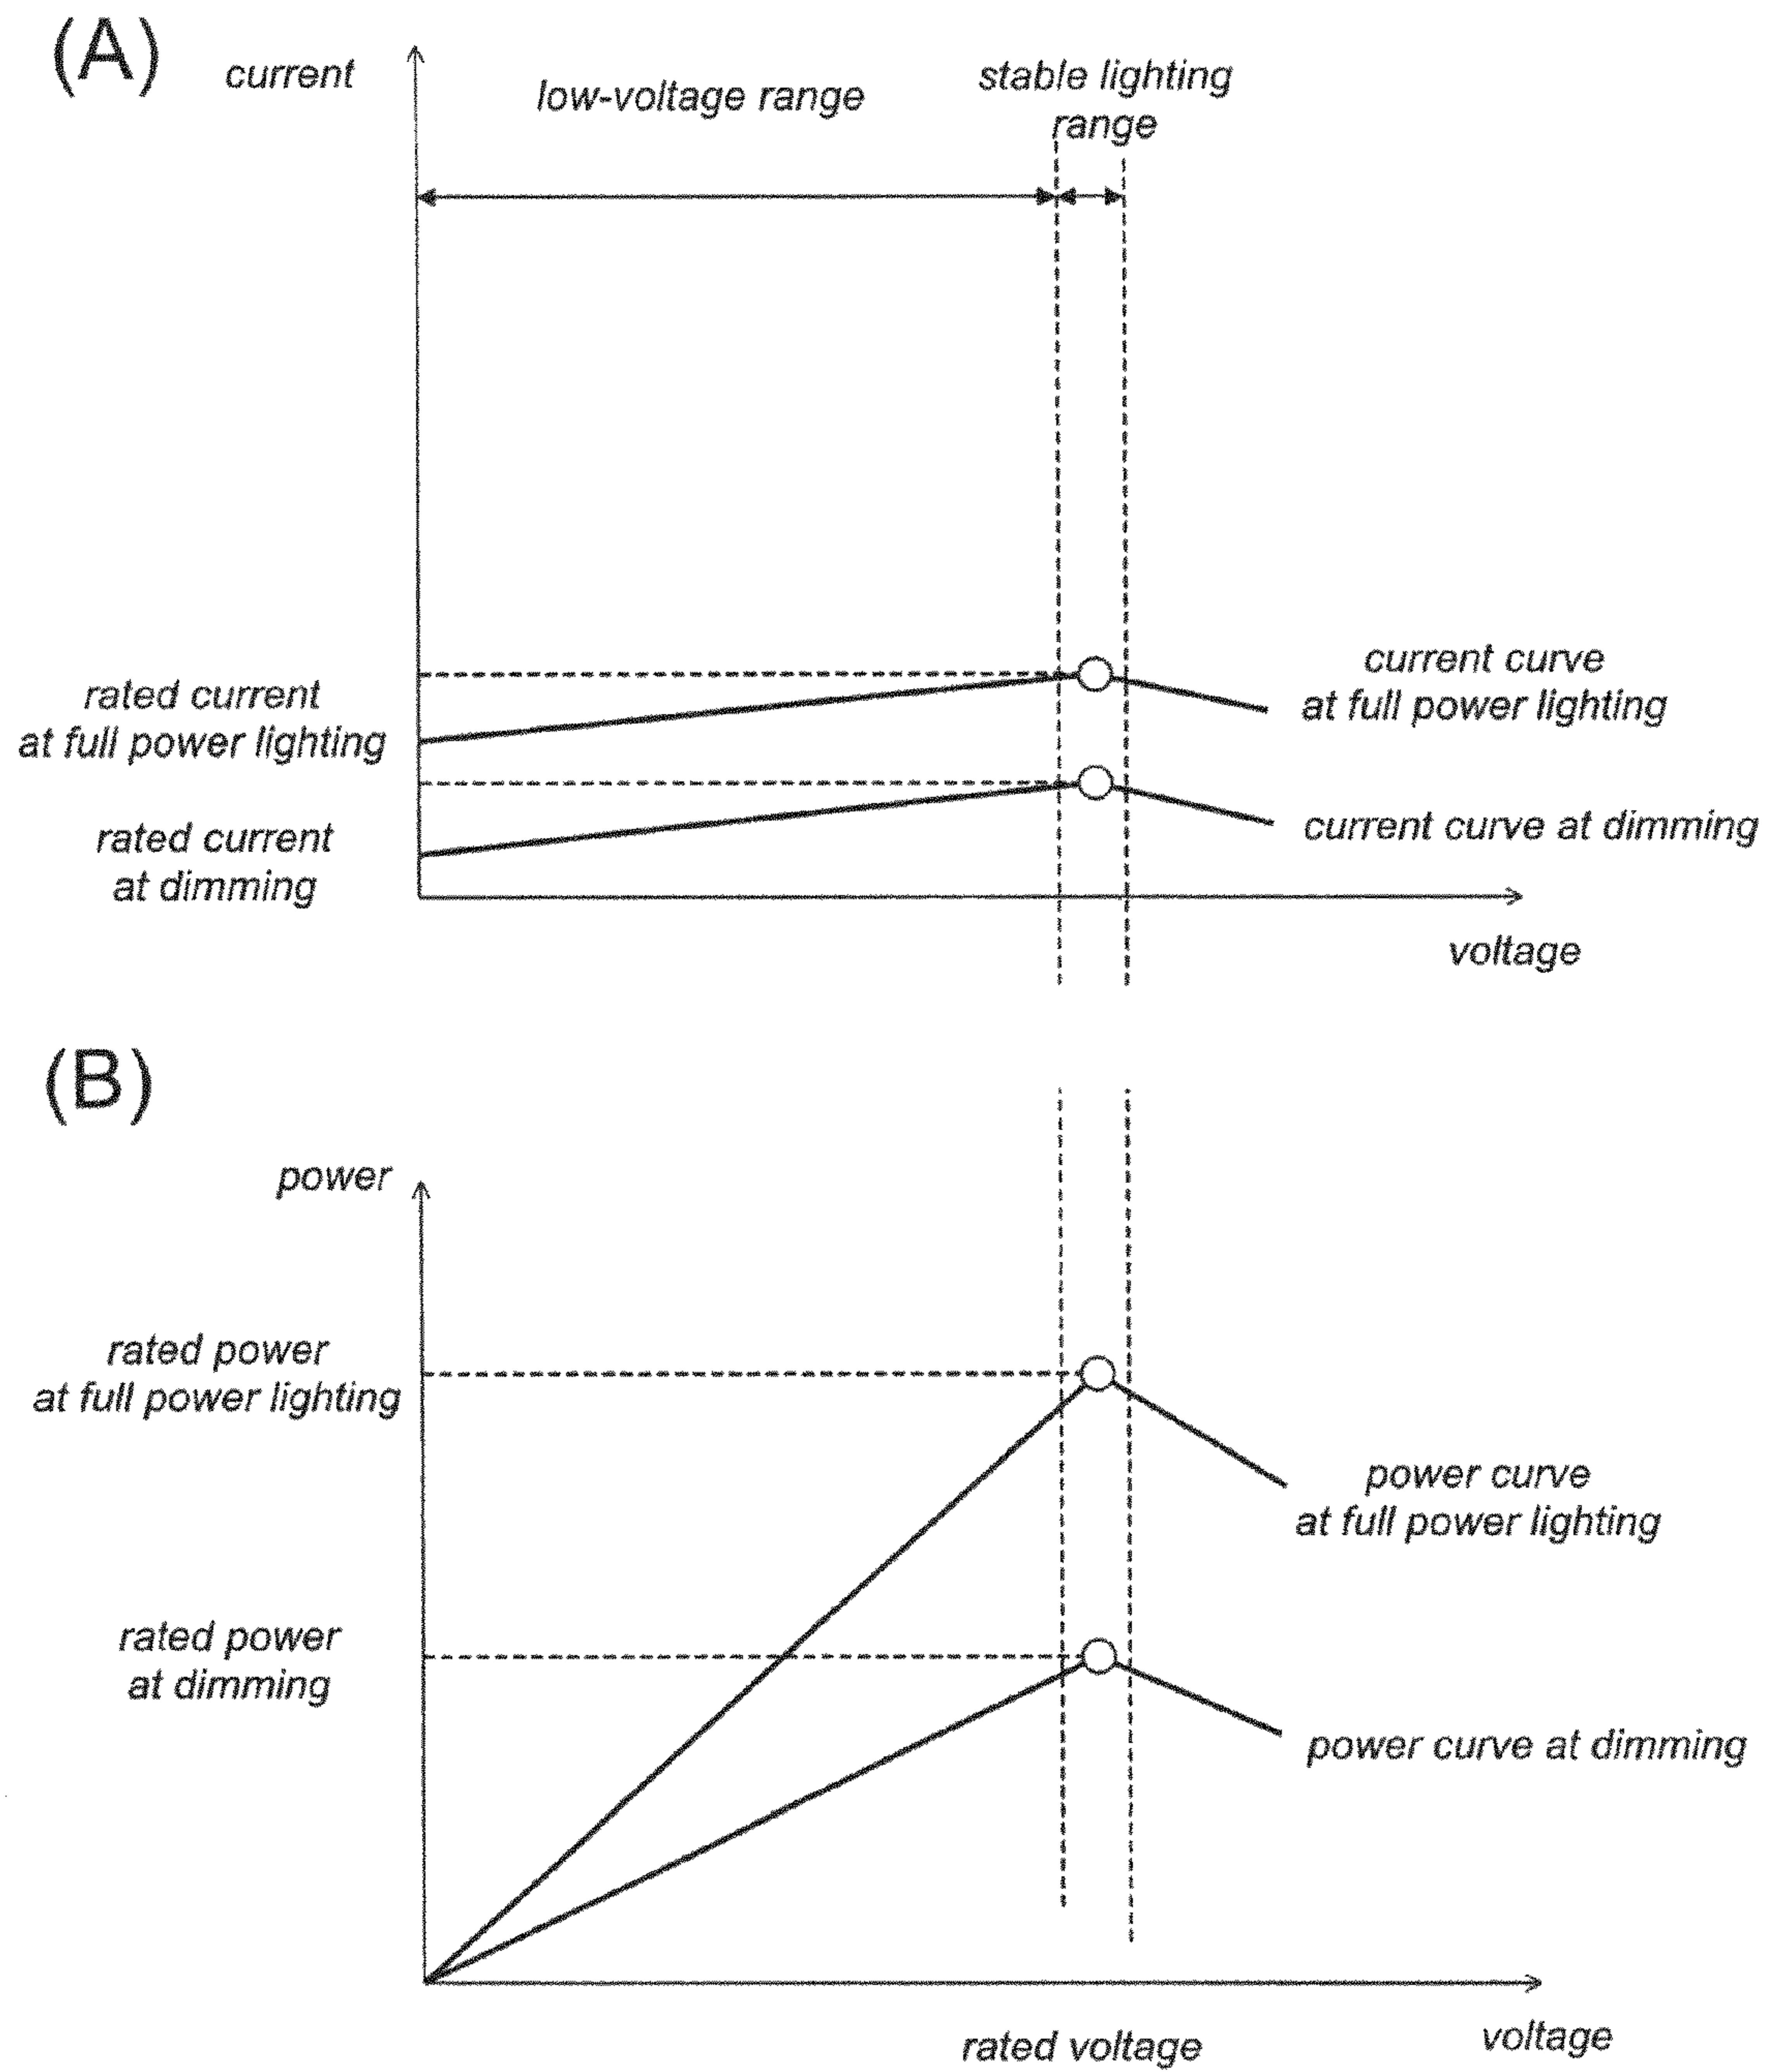 (A)
current
low-voltage range
stable lighting
range
rated current
at full power lighting
current curve
at full power lighting
rated current
at dimming
current curve at dimming
voltage
(B)
power
rated power
at full power lighting
power curve
at full power lighting
rated power
at dimming
power curve at dimming
rated voltage
voltage